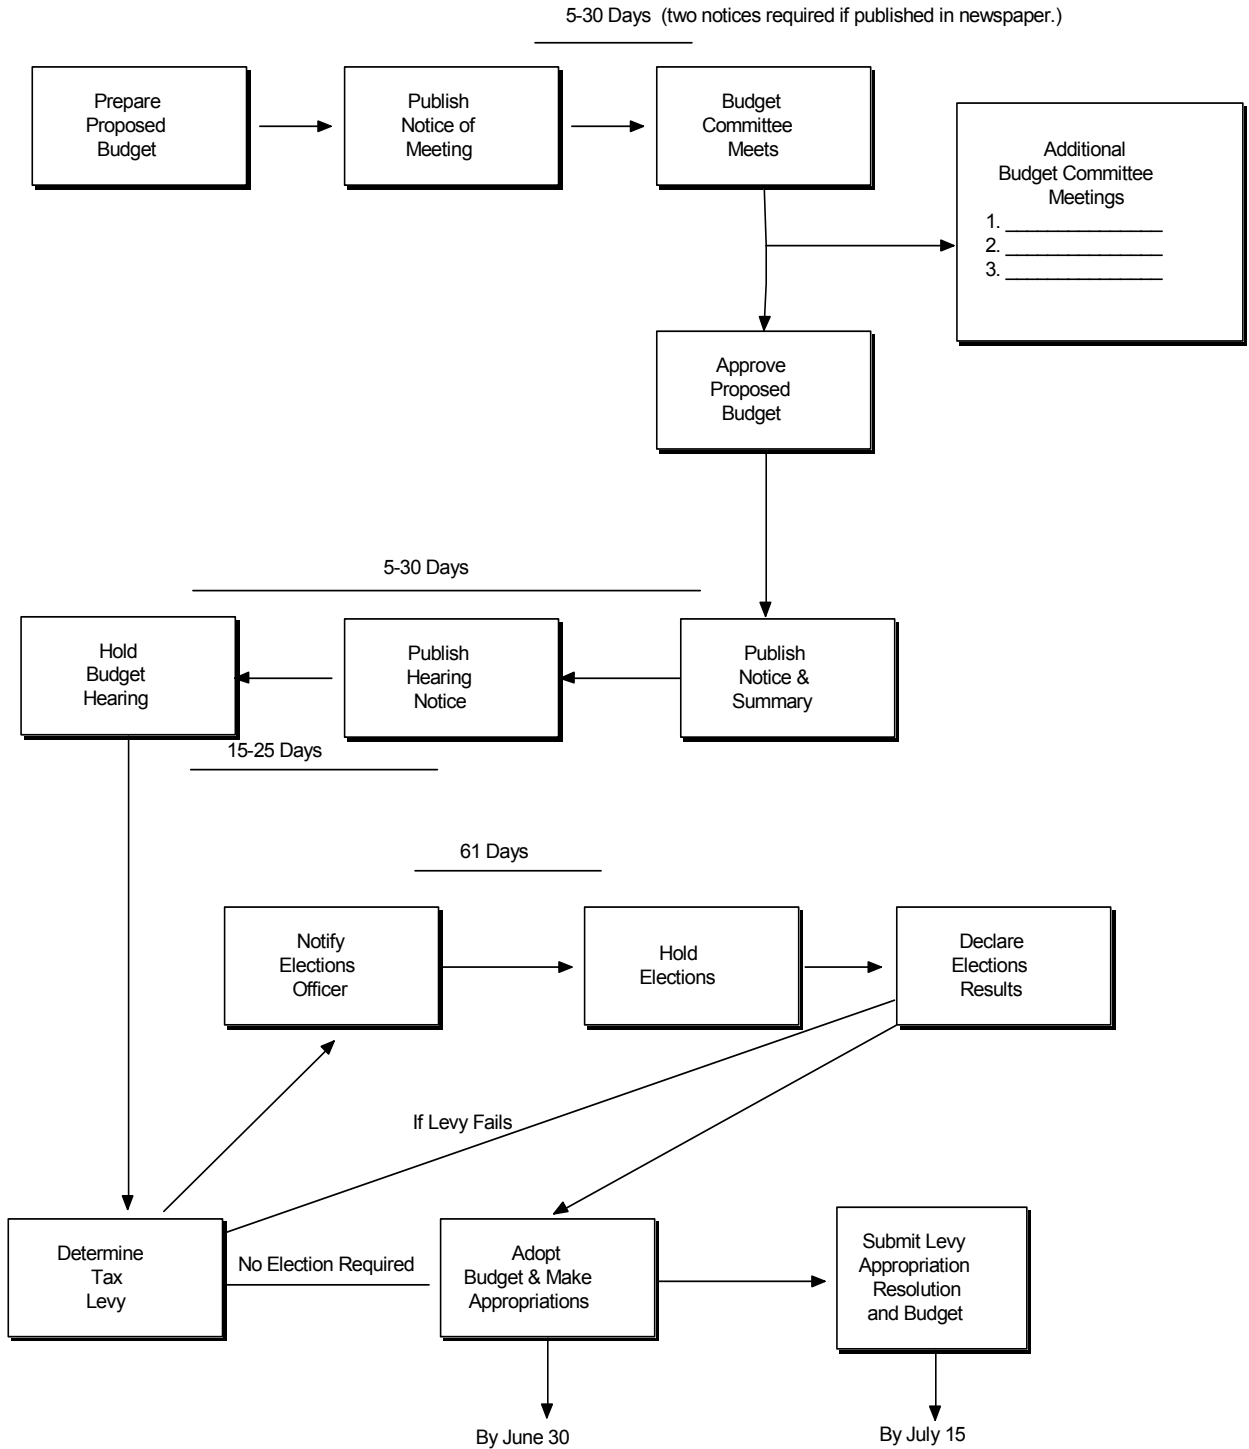 5-30 Days (two notices required if published in newspaper.)
Prepare
Proposed
Budget
Publish
Notice of
Meeting
Budget
Committee
Meets
Additional
Budget Committee
Meetings
1. _______________
2. _______________
3. _______________
Approve
Proposed
Budget
5-30 Days
Hold
Budget
Hearing
Publish
Hearing
Notice
Publish
Notice &
Summary
15-25 Days
61 Days
Notify
Elections
Officer
Hold
Elections
Declare
Elections
Results
If Levy Fails
Determine
Tax
Levy
No Election Required
Adopt
Budget & Make
Appropriations
Submit Levy
Appropriation
Resolution
and Budget
By June 30
By July 15